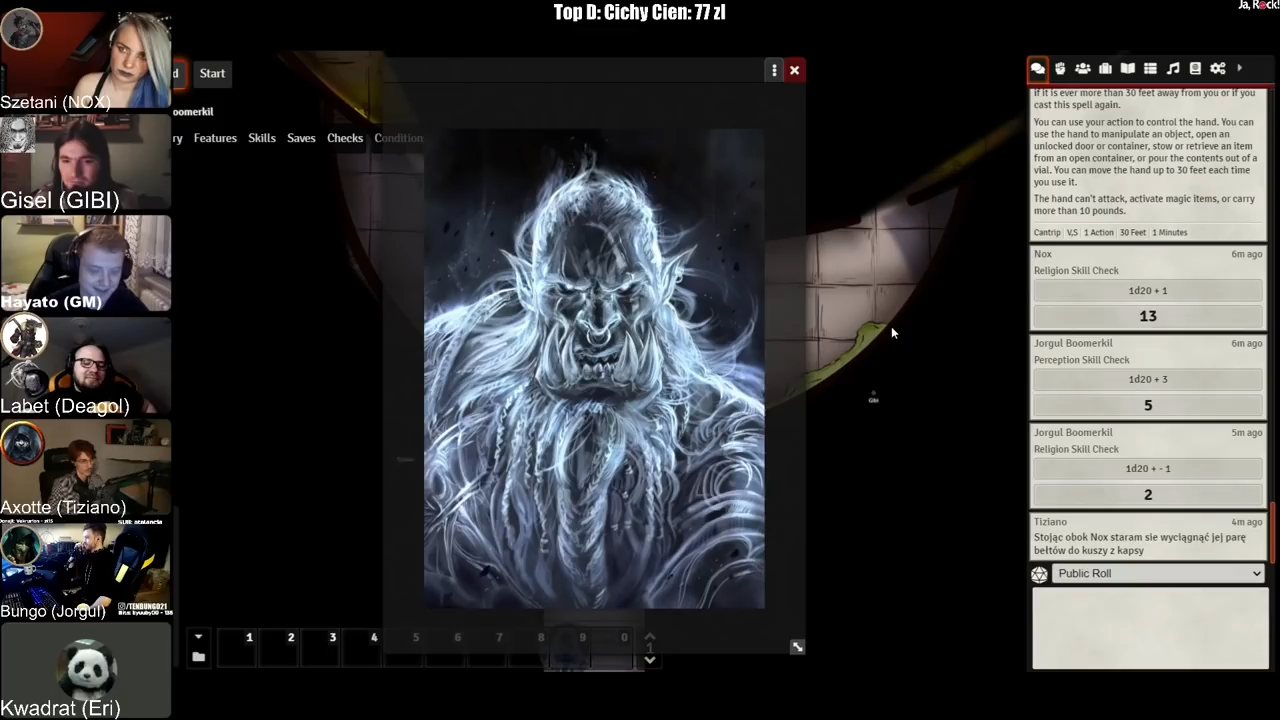 Top D: Cichy Cien: 77 zl
Ja, Rock!
Szetani (NOX)
Gisel (GIBI)
Hayato (GM)
Labet (Deagol)
Axotte (Tiziano)
SUB: atalancia
@/TENBUNGO21
Bungo (Jorgul)
Kwadrat (Eri)
d
Start
oomerkil
ry Features Skills Saves Checks Condition
Gibi
1 2 3 4 5 6 7 8 9 0
1
if it is ever more than 30 feet away from you or if you
cast this spell again.
You can use your action to control the hand. You can
use the hand to manipulate an object, open an
unlocked door or container, stow or retrieve an item
from an open container, or pour the contents out of a
vial. You can move the hand up to 30 feet each time
you use it.
The hand can't attack, activate magic items, or carry
more than 10 pounds.
Cantrip V,S 1 Action 30 Feet 1 Minutes
Nox 6m ago
Religion Skill Check
1d20 + 1
13
Jorgul Boomerkil 6m ago
Perception Skill Check
1d20 + 3
5
Jorgul Boomerkil 5m ago
Religion Skill Check
1d20 + - 1
2
Tiziano 4m ago
Stojąc obok Nox staram sie wyciągnąć jej parę
bełtów do kuszy z kapsy
Public Roll